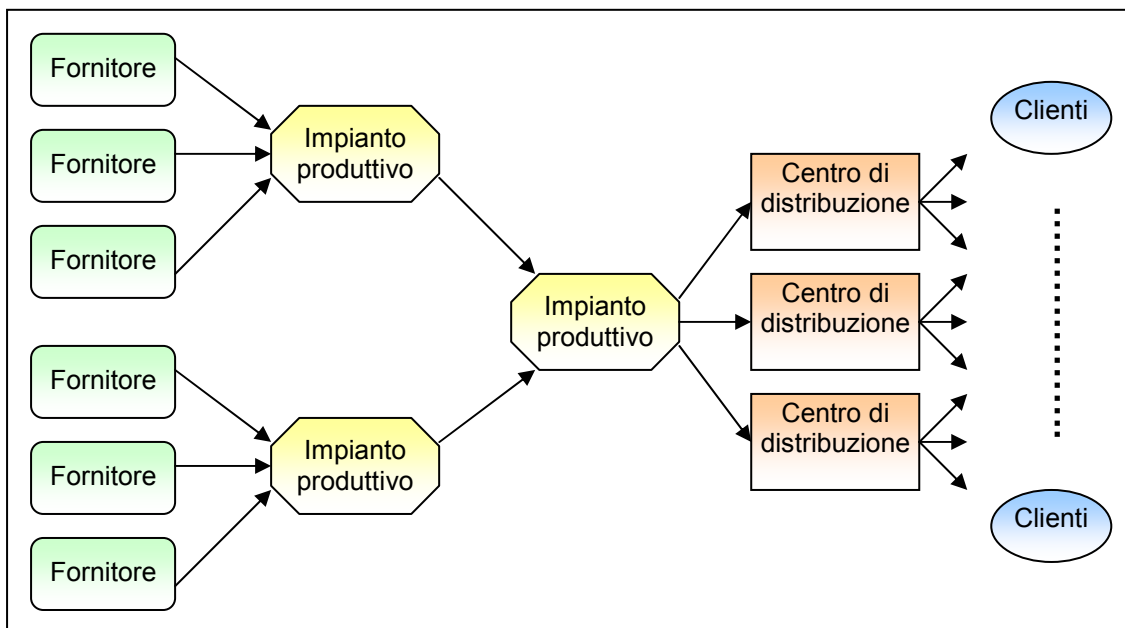 Fornitore
Fornitore
Fornitore
Fornitore
Fornitore
Fornitore
Impianto
produttivo
Impianto
produttivo
Impianto
produttivo
Centro di
distribuzione
Centro di
distribuzione
Centro di
distribuzione
Clienti
Clienti